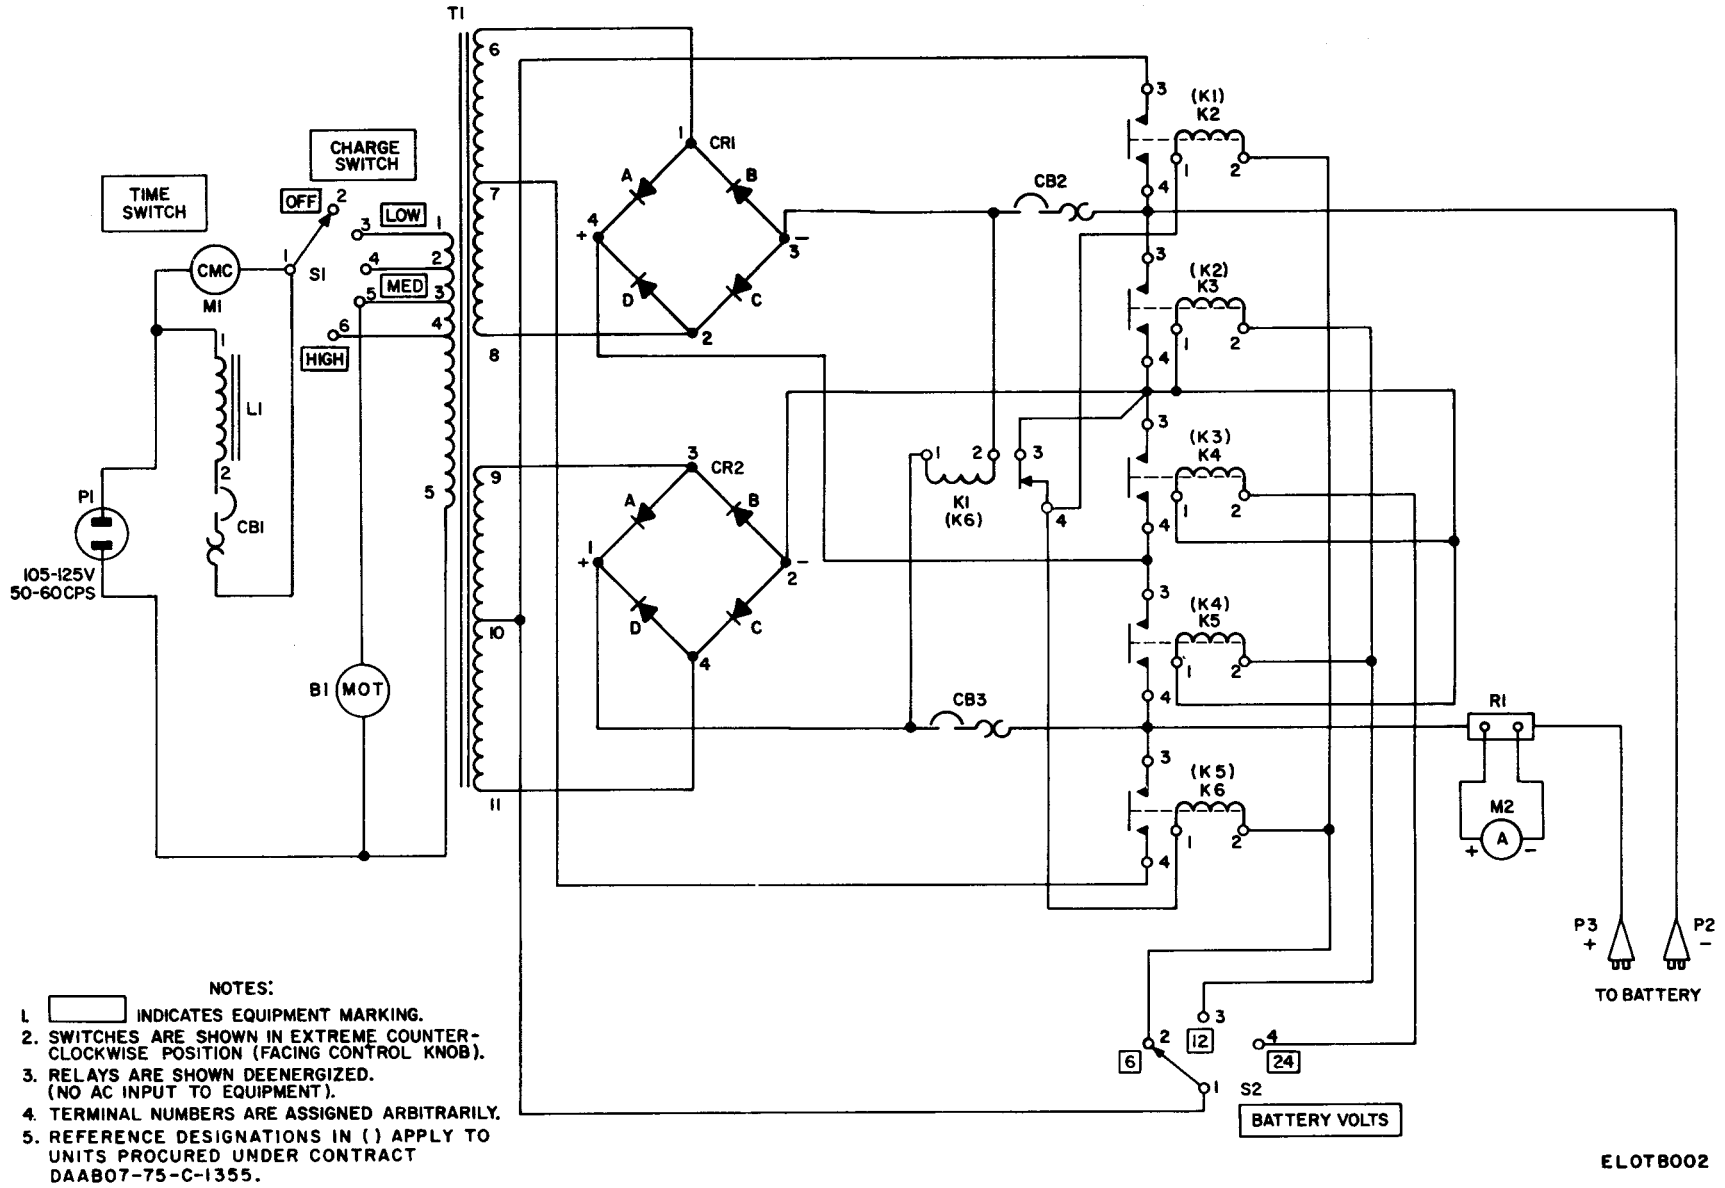 T1
6
7
8
9
10
11
1
2
3
4
5
TIME
SWITCH
CHARGE
SWITCH
OFF
2
3
LOW
4
MED
5
6
HIGH
1
S1
CMC
M1
1
L1
2
CB1
P1
105-125V
50-60CPS
B1
MOT
1
CR1
A
B
4
+
-
3
D
C
2
3
CR2
A
B
1
+
-
2
D
C
4
CB2
1
2
3
K1
(K6)
4
CB3
3
(K1)
K2
1
2
4
3
(K2)
K3
1
2
4
3
(K3)
K4
1
2
4
3
(K4)
K5
1
2
4
3
(K5)
K6
1
2
4
R1
M2
+
A
-
P3
+
P2
-
TO BATTERY
2
6
3
12
4
24
1
S2
BATTERY VOLTS
NOTES:
1. INDICATES EQUIPMENT MARKING.
2. SWITCHES ARE SHOWN IN EXTREME COUNTER-
CLOCKWISE POSITION (FACING CONTROL KNOB).
3. RELAYS ARE SHOWN DEENERGIZED.
(NO AC INPUT TO EQUIPMENT).
4. TERMINAL NUMBERS ARE ASSIGNED ARBITRARILY.
5. REFERENCE DESIGNATIONS IN ( ) APPLY TO
UNITS PROCURED UNDER CONTRACT
DAAB07-75-C-1355.
ELOTB002